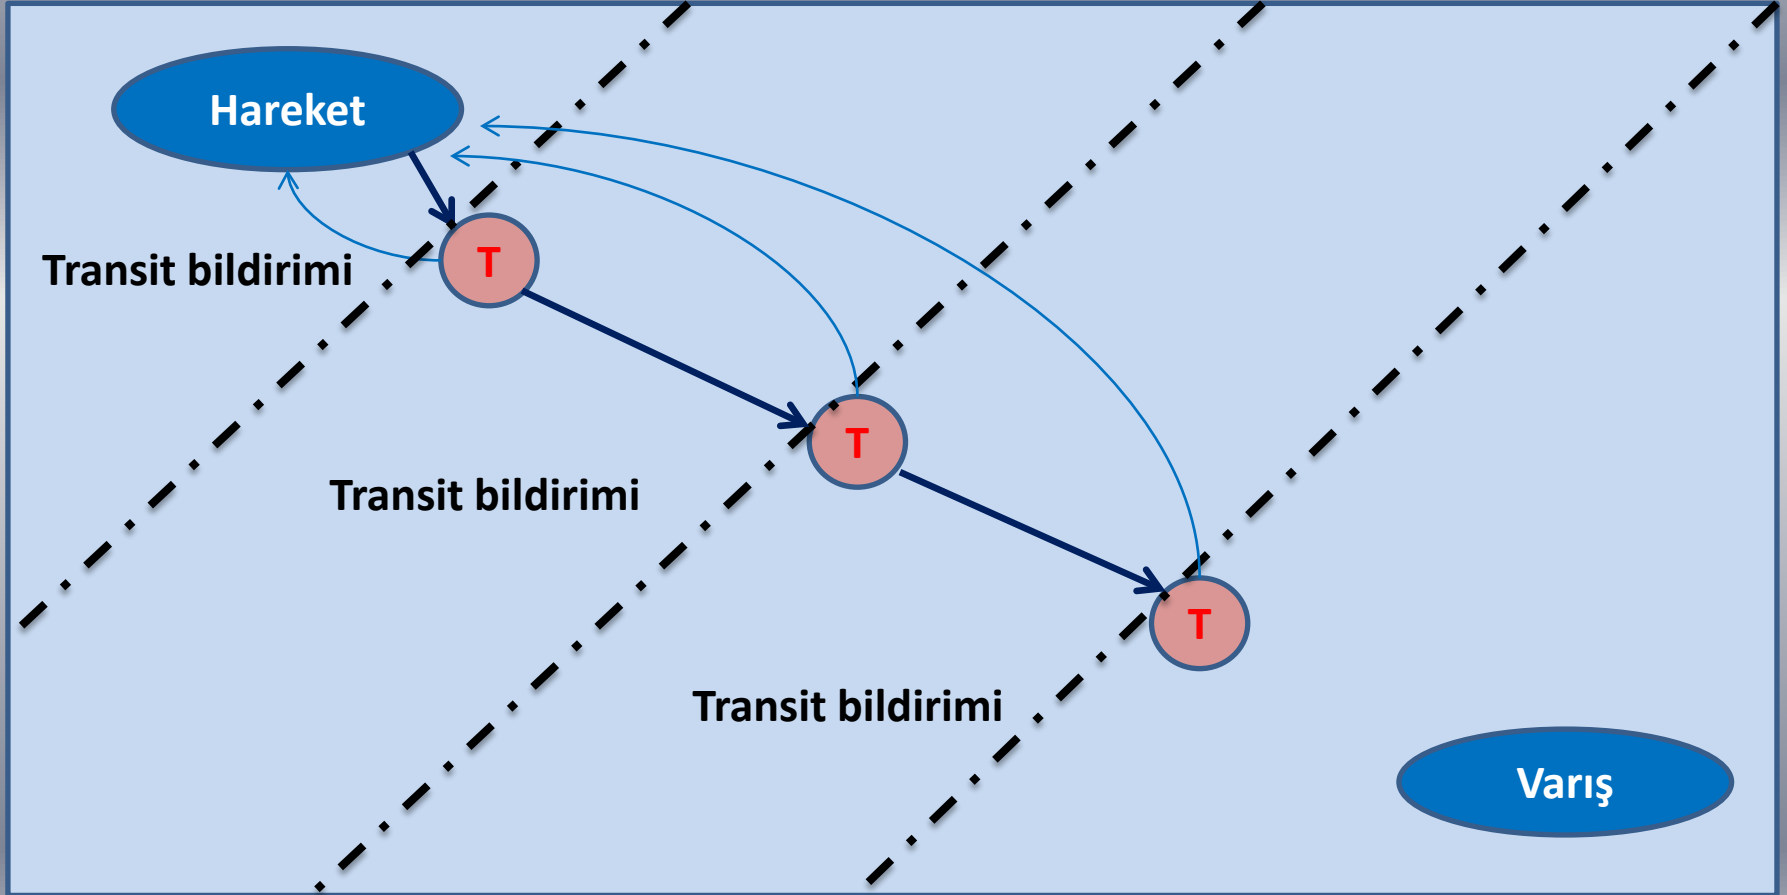 Hareket
T
Transit bildirimi
T
Transit bildirimi
T
Transit bildirimi
Varış